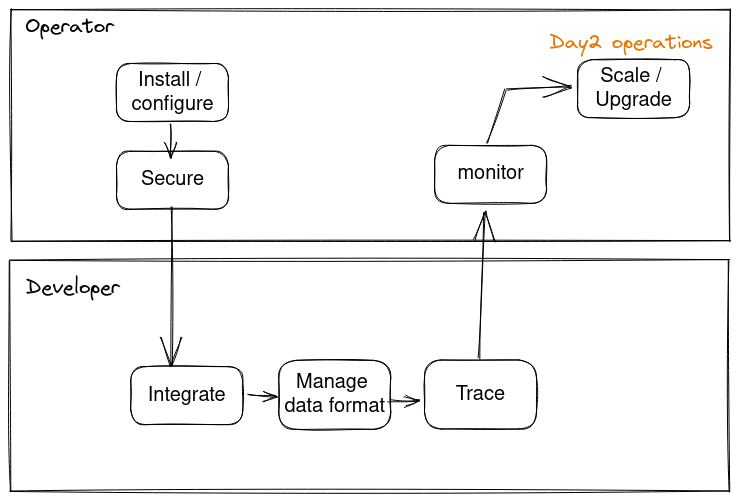 Operator
Day2 operations
Install /
configure
Scale /
Upgrade
Secure
monitor
Developer
Integrate
Manage
data format
Trace